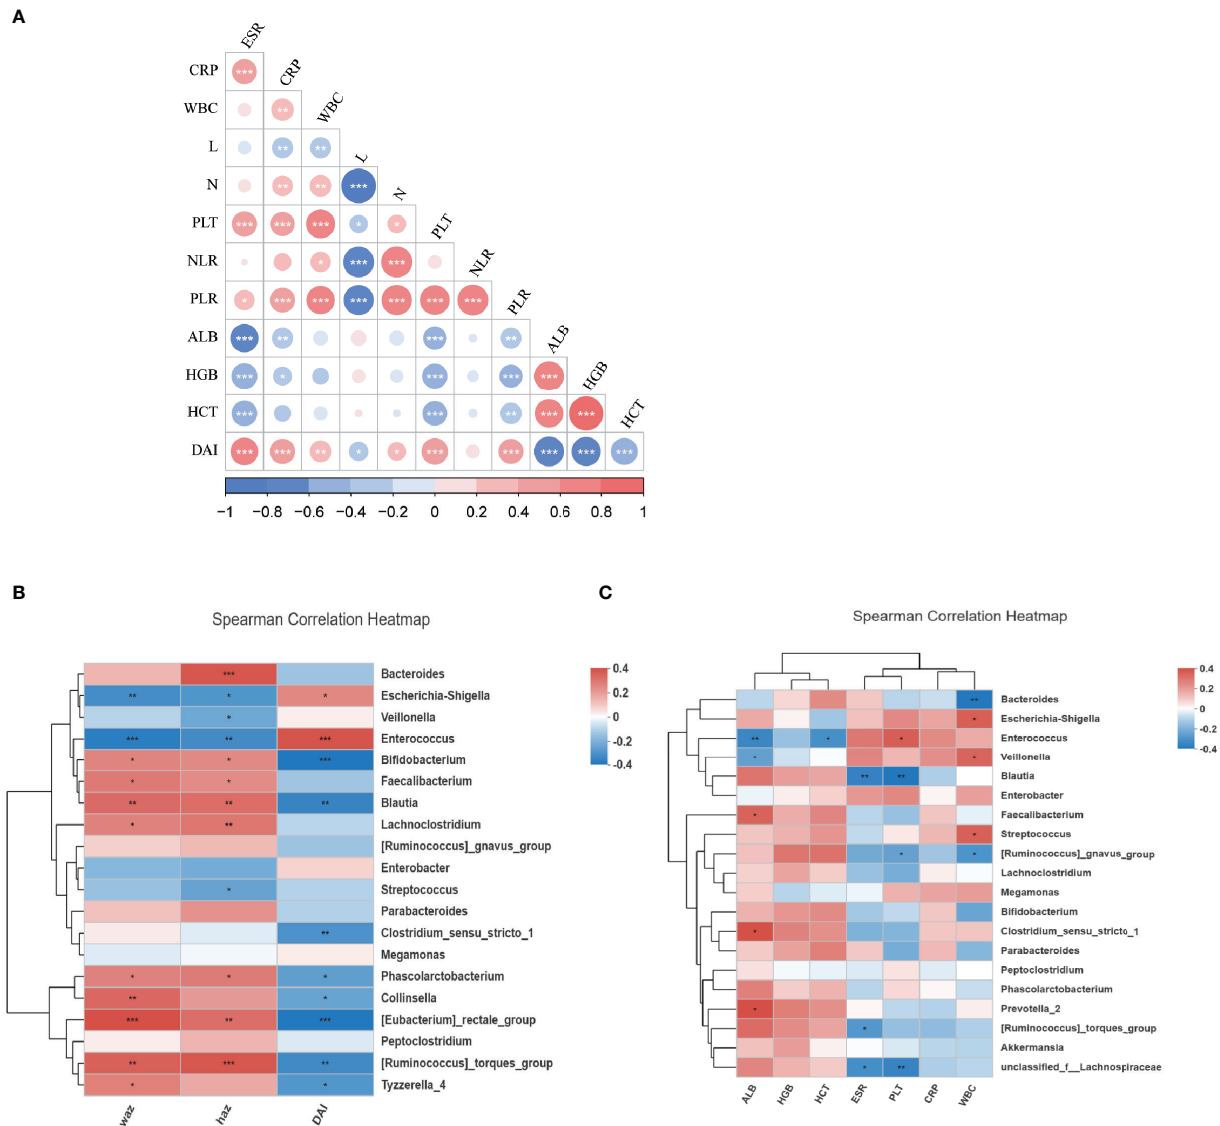 A
ESR
CRP *** CRP
WBC ** WBC
L ** ** L
N ** ** *** N
PLT *** *** *** * * PLT
NLR * *** *** NLR
PLR * *** *** *** *** *** *** PLR
ALB *** ** *** ** ALB
HGB *** * *** *** *** HGB
HCT *** *** ** *** *** HCT
DAI *** *** ** * * *** *** *** *** ***
−1 −0.8 −0.6 −0.4 −0.2 0 0.2 0.4 0.6 0.8 1
B
Spearman Correlation Heatmap
*** Bacteroides
** * * Escherichia-Shigella
* Veillonella
*** ** *** Enterococcus
* * *** Bifidobacterium
* * Faecalibacterium
** ** ** Blautia
* ** Lachnoclostridium
[Ruminococcus]_gnavus_group
Enterobacter
* Streptococcus
Parabacteroides
** Clostridium_sensu_stricto_1
Megamonas
* * * Phascolarctobacterium
** * Collinsella
*** ** *** [Eubacterium]_rectale_group
Peptoclostridium
** *** ** [Ruminococcus]_torques_group
* * Tyzzerella_4
waz haz DAI
0.4
0.2
0
-0.2
-0.4
C
Spearman Correlation Heatmap
** Bacteroides
* Escherichia-Shigella
** * * Enterococcus
* * Veillonella
** ** Blautia
Enterobacter
* Faecalibacterium
* Streptococcus
* * [Ruminococcus]_gnavus_group
Lachnoclostridium
Megamonas
Bifidobacterium
* Clostridium_sensu_stricto_1
Parabacteroides
Peptoclostridium
Phascolarctobacterium
* Prevotella_2
* [Ruminococcus]_torques_group
Akkermansia
* ** unclassified_f__Lachnospiraceae
ALB HGB HCT ESR PLT CRP WBC
0.4
0.2
0
-0.2
-0.4